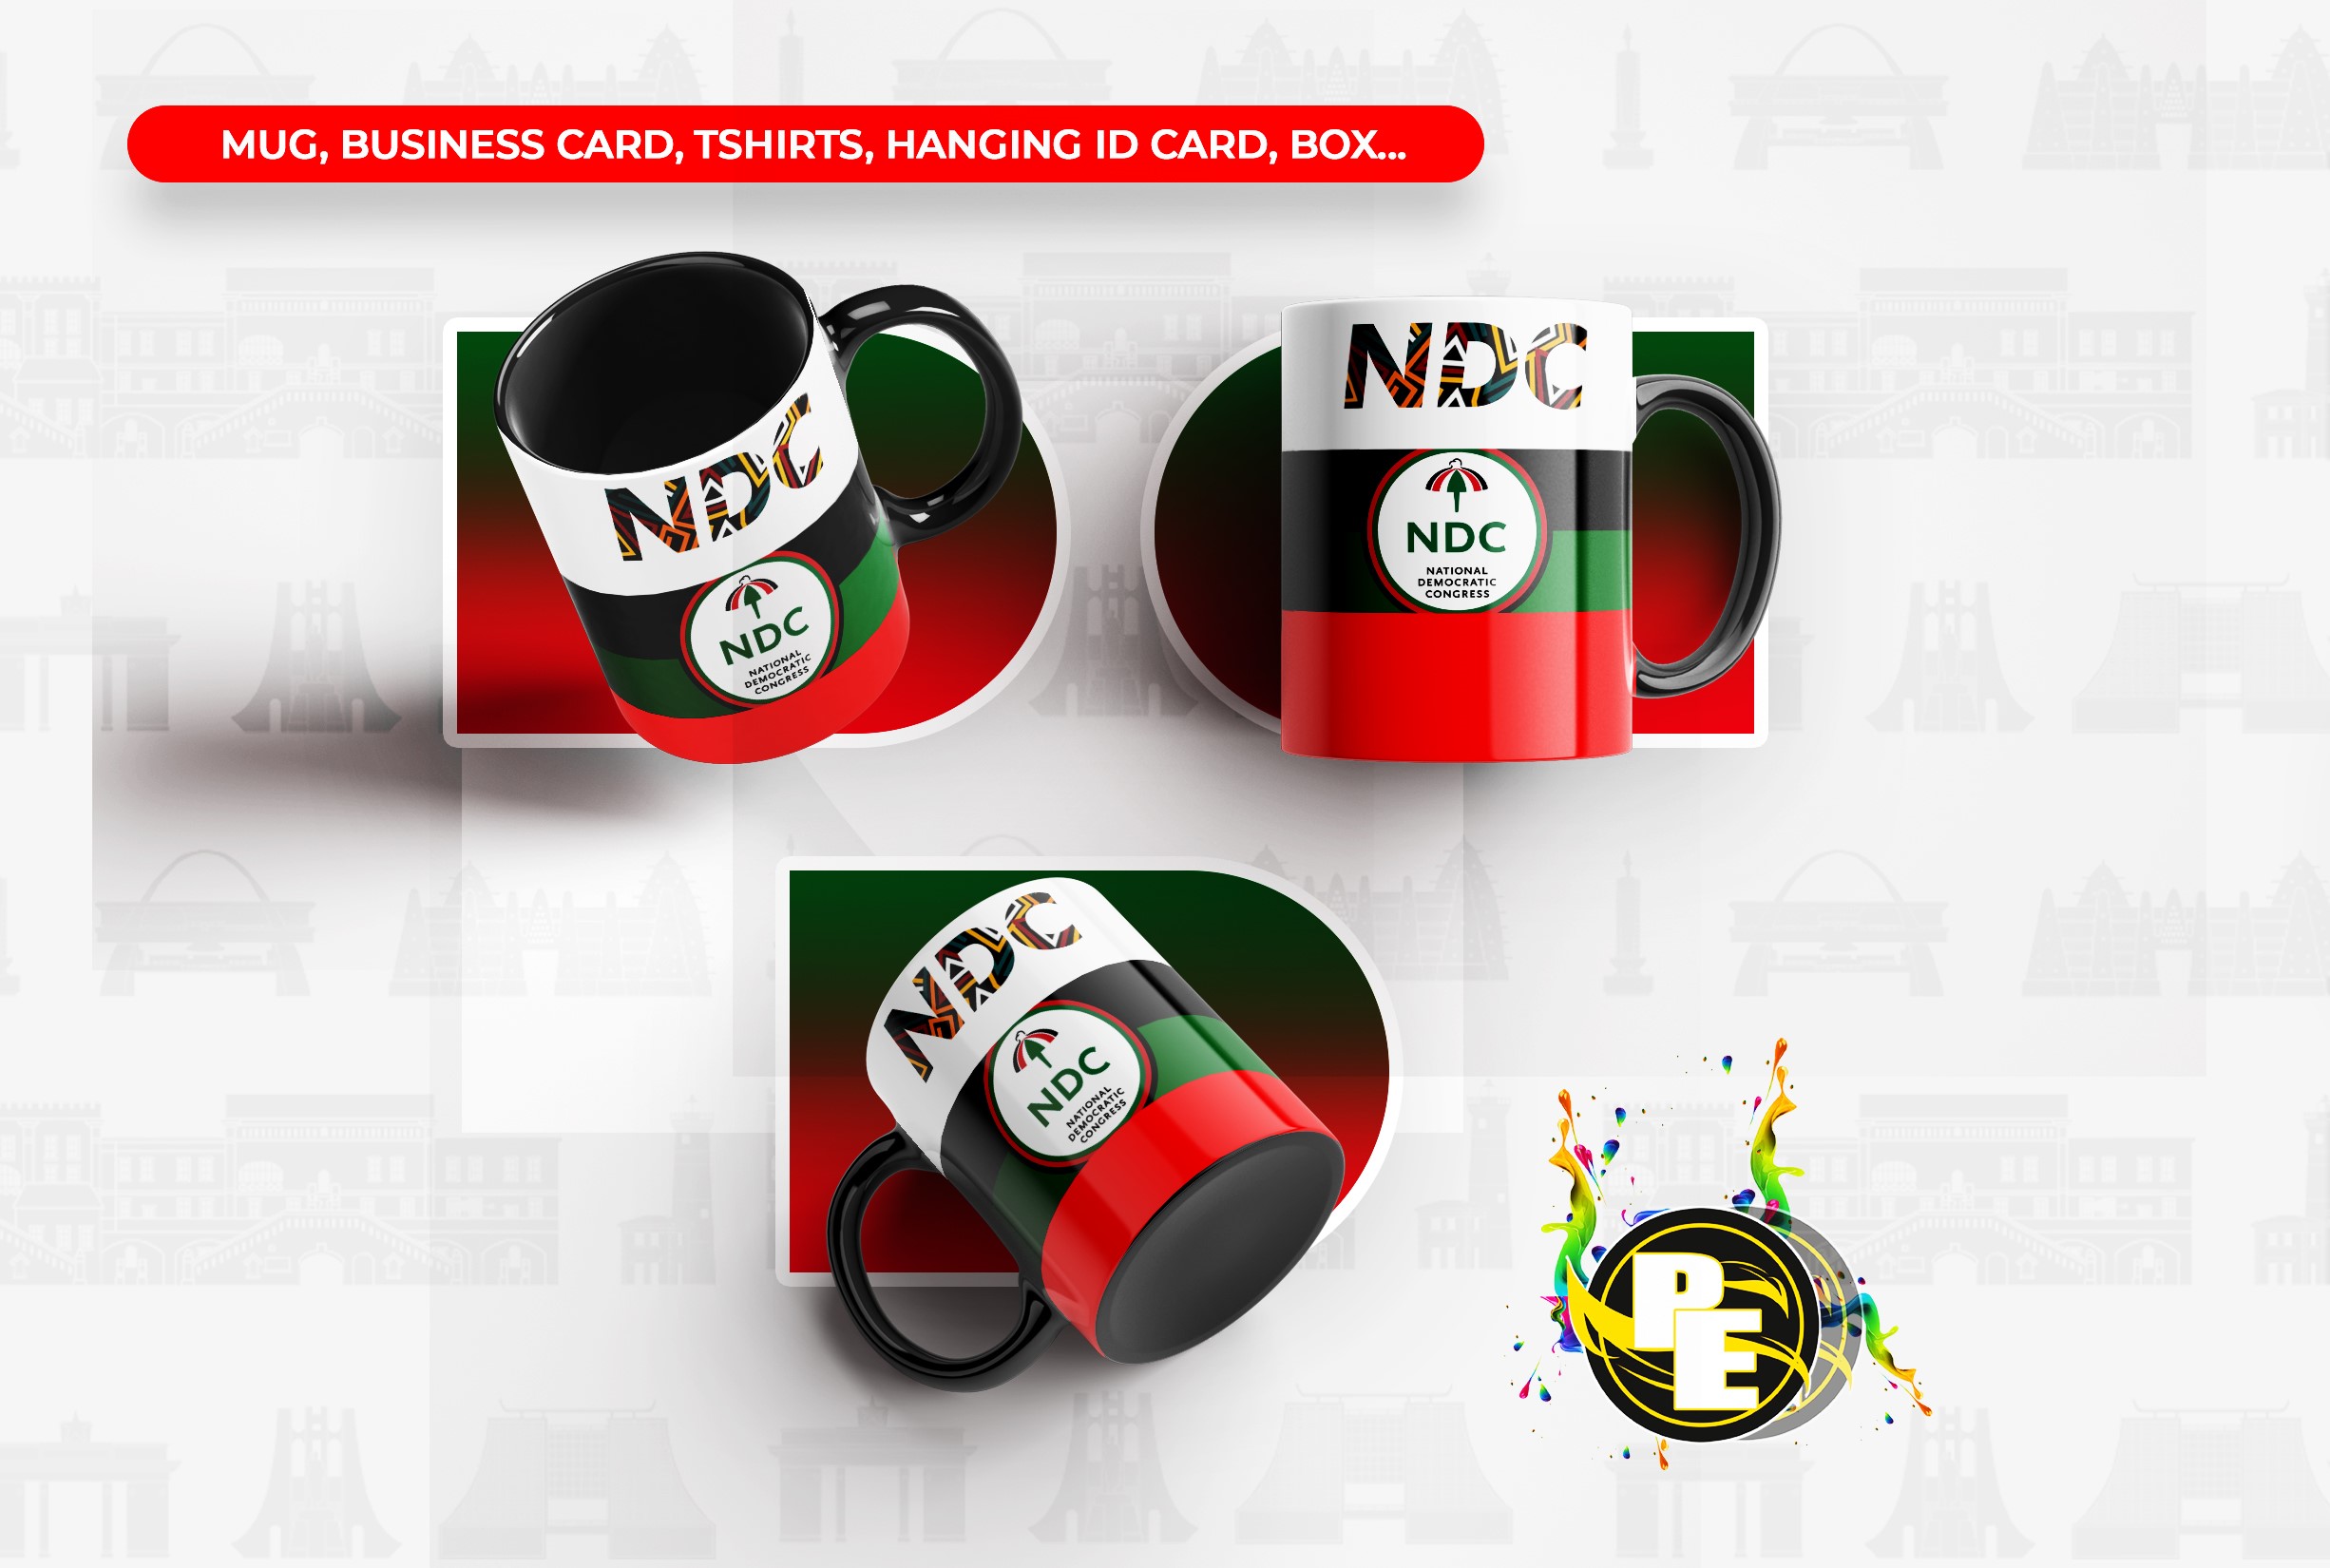 MUG, BUSINESS CARD, TSHIRTS, HANGING ID CARD, BOX...
NDC
NDC
NATIONAL
DEMOCRATIC
CONGRESS
NDC
NDC
NATIONAL
DEMOCRATIC
CONGRESS
NDC
NDC
NATIONAL
DEMOCRATIC
CONGRESS
PE